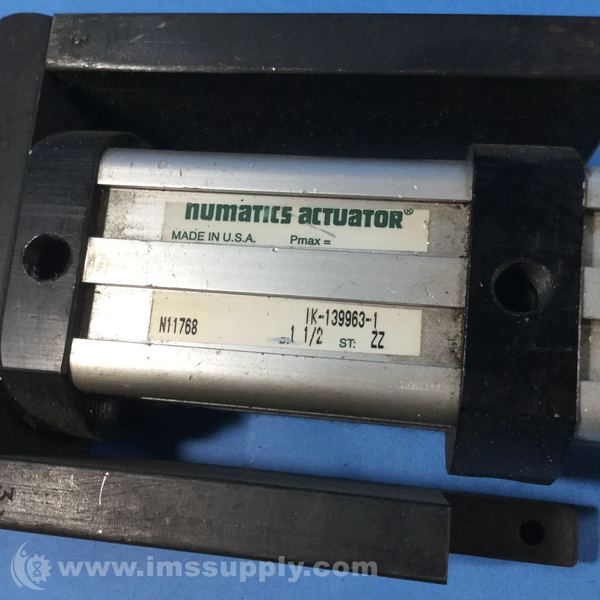 numatics actuator®
MADE IN U.S.A. Pmax =
IK-139963-1
N11768
1 1/2 ST: ZZ
www.imssupply.com